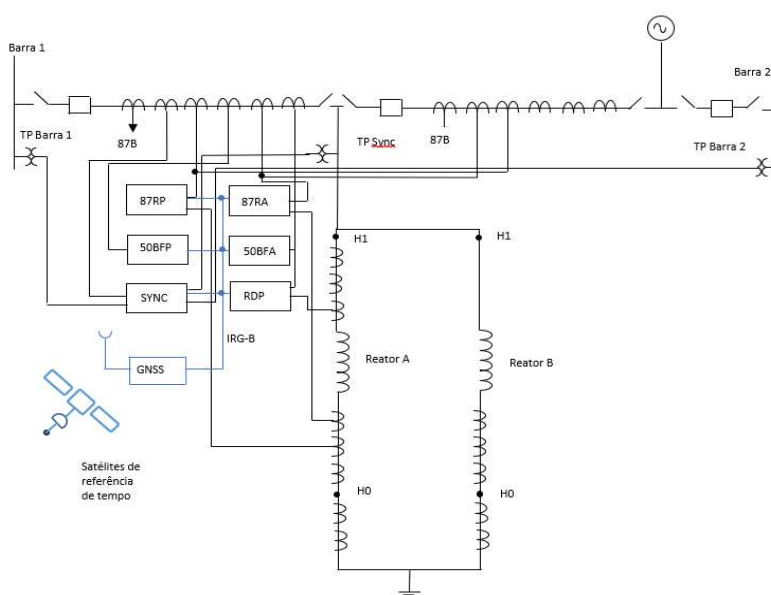 Barra 1
Barra 2
TP Barra 1
87B
TP Sync
87B
TP Barra 2
87RP
87RA
50BFP
50BFA
SYNC
RDP
IRG-B
GNSS
H1
H1
Reator A
Reator B
Satélites de
referência
de tempo
H0
H0